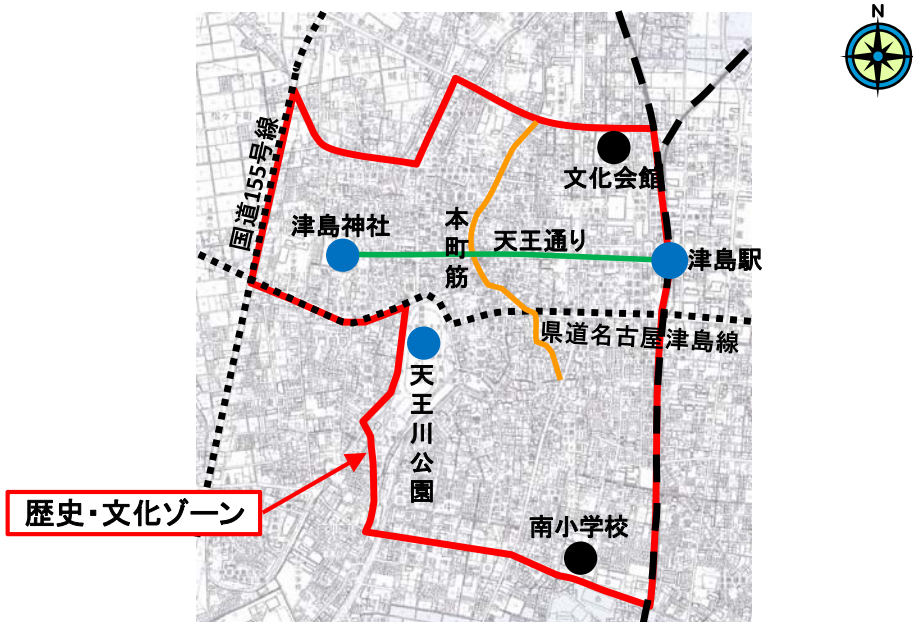 N
国道155号線
文化会館
津島神社
本町筋
天王通り
津島駅
県道名古屋津島線
天王川公園
歴史・文化ゾーン
南小学校